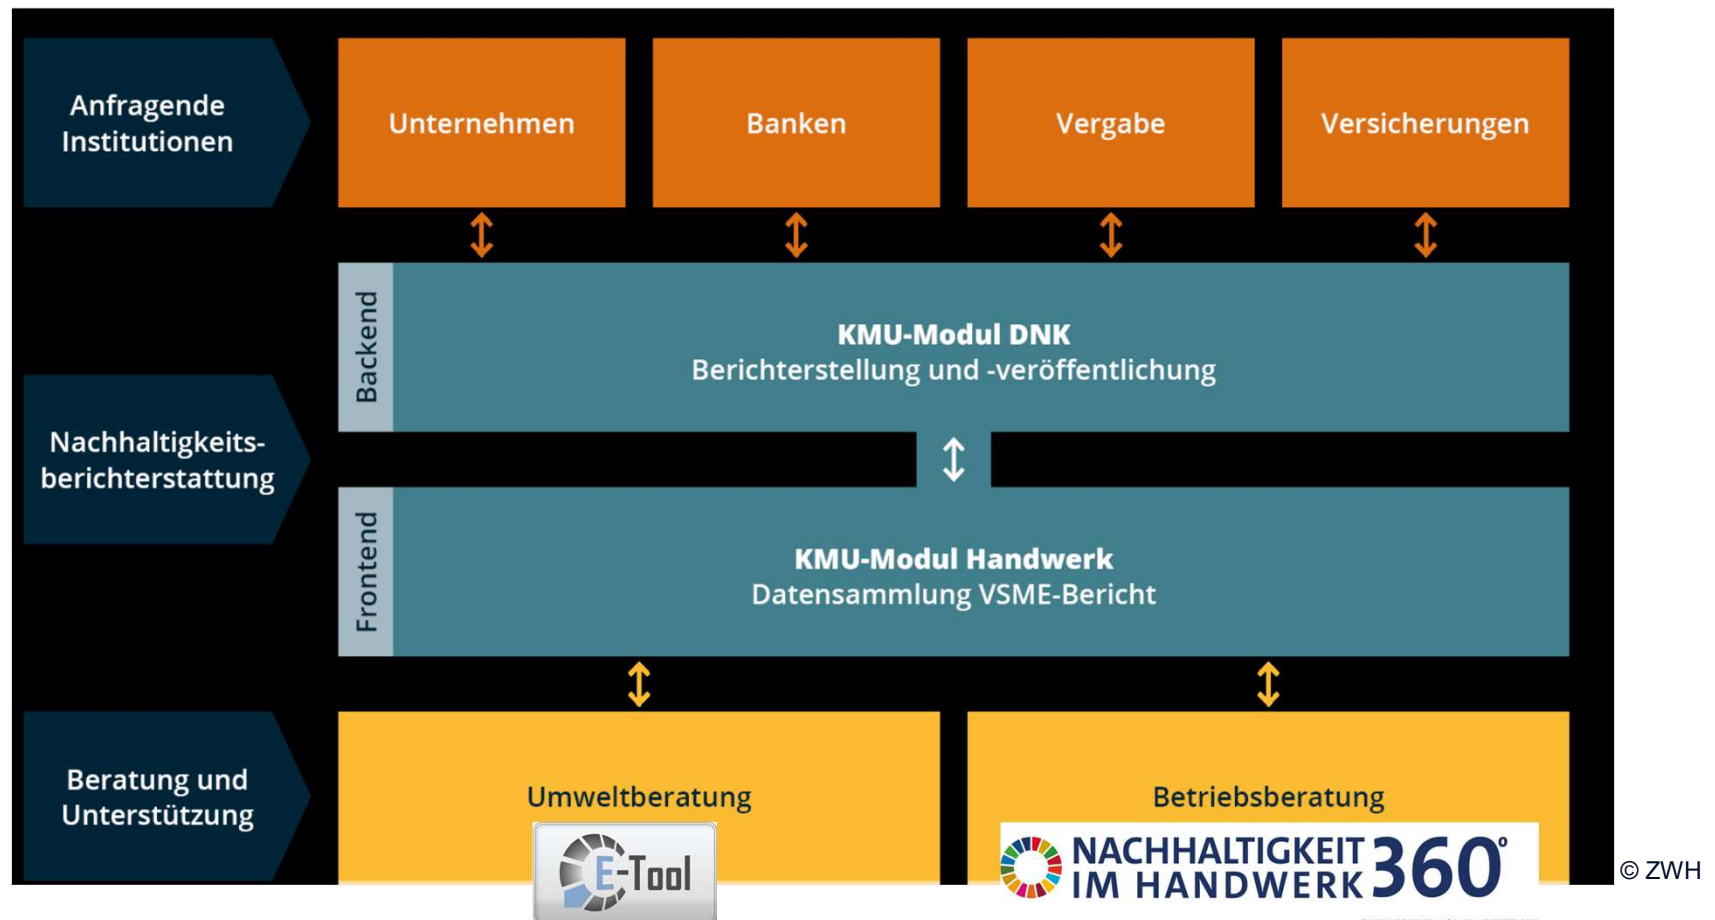 Anfragende
Institutionen
Unternehmen
Banken
Vergabe
Versicherungen
Backend
KMU-Modul DNK
Berichterstellung und -veröffentlichung
Nachhaltigkeits-
berichterstattung
Frontend
KMU-Modul Handwerk
Datensammlung VSME-Bericht
Beratung und
Unterstützung
Umweltberatung
E-Tool
Betriebsberatung
NACHHALTIGKEIT
IM HANDWERK
360°
© ZWH